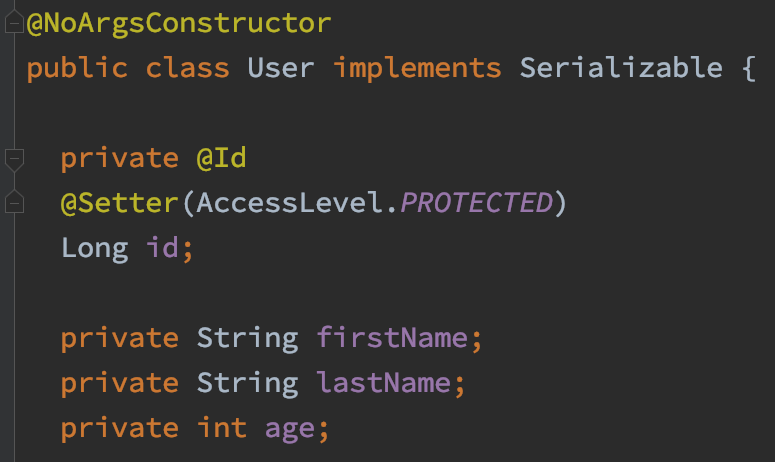 @NoArgsConstructor
public class User implements Serializable {
private @Id
@Setter(AccessLevel.PROTECTED)
Long id;
private String firstName;
private String lastName;
private int age;